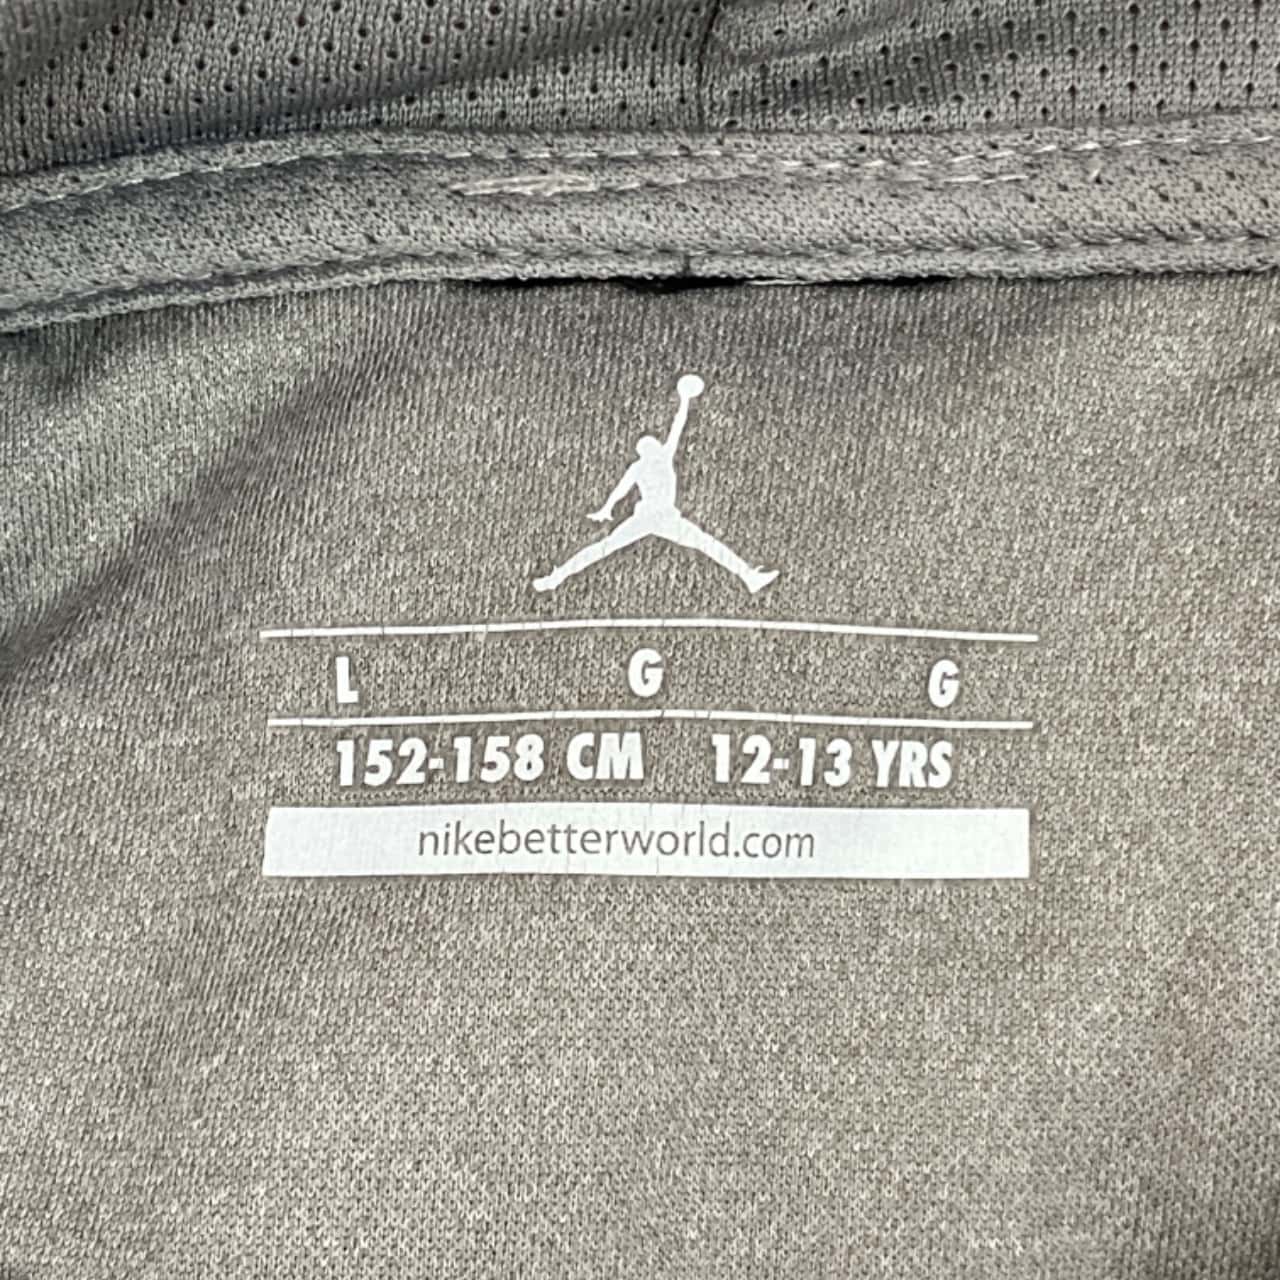 L G G
152-158 CM 12-13 YRS
nikebetterworld.com